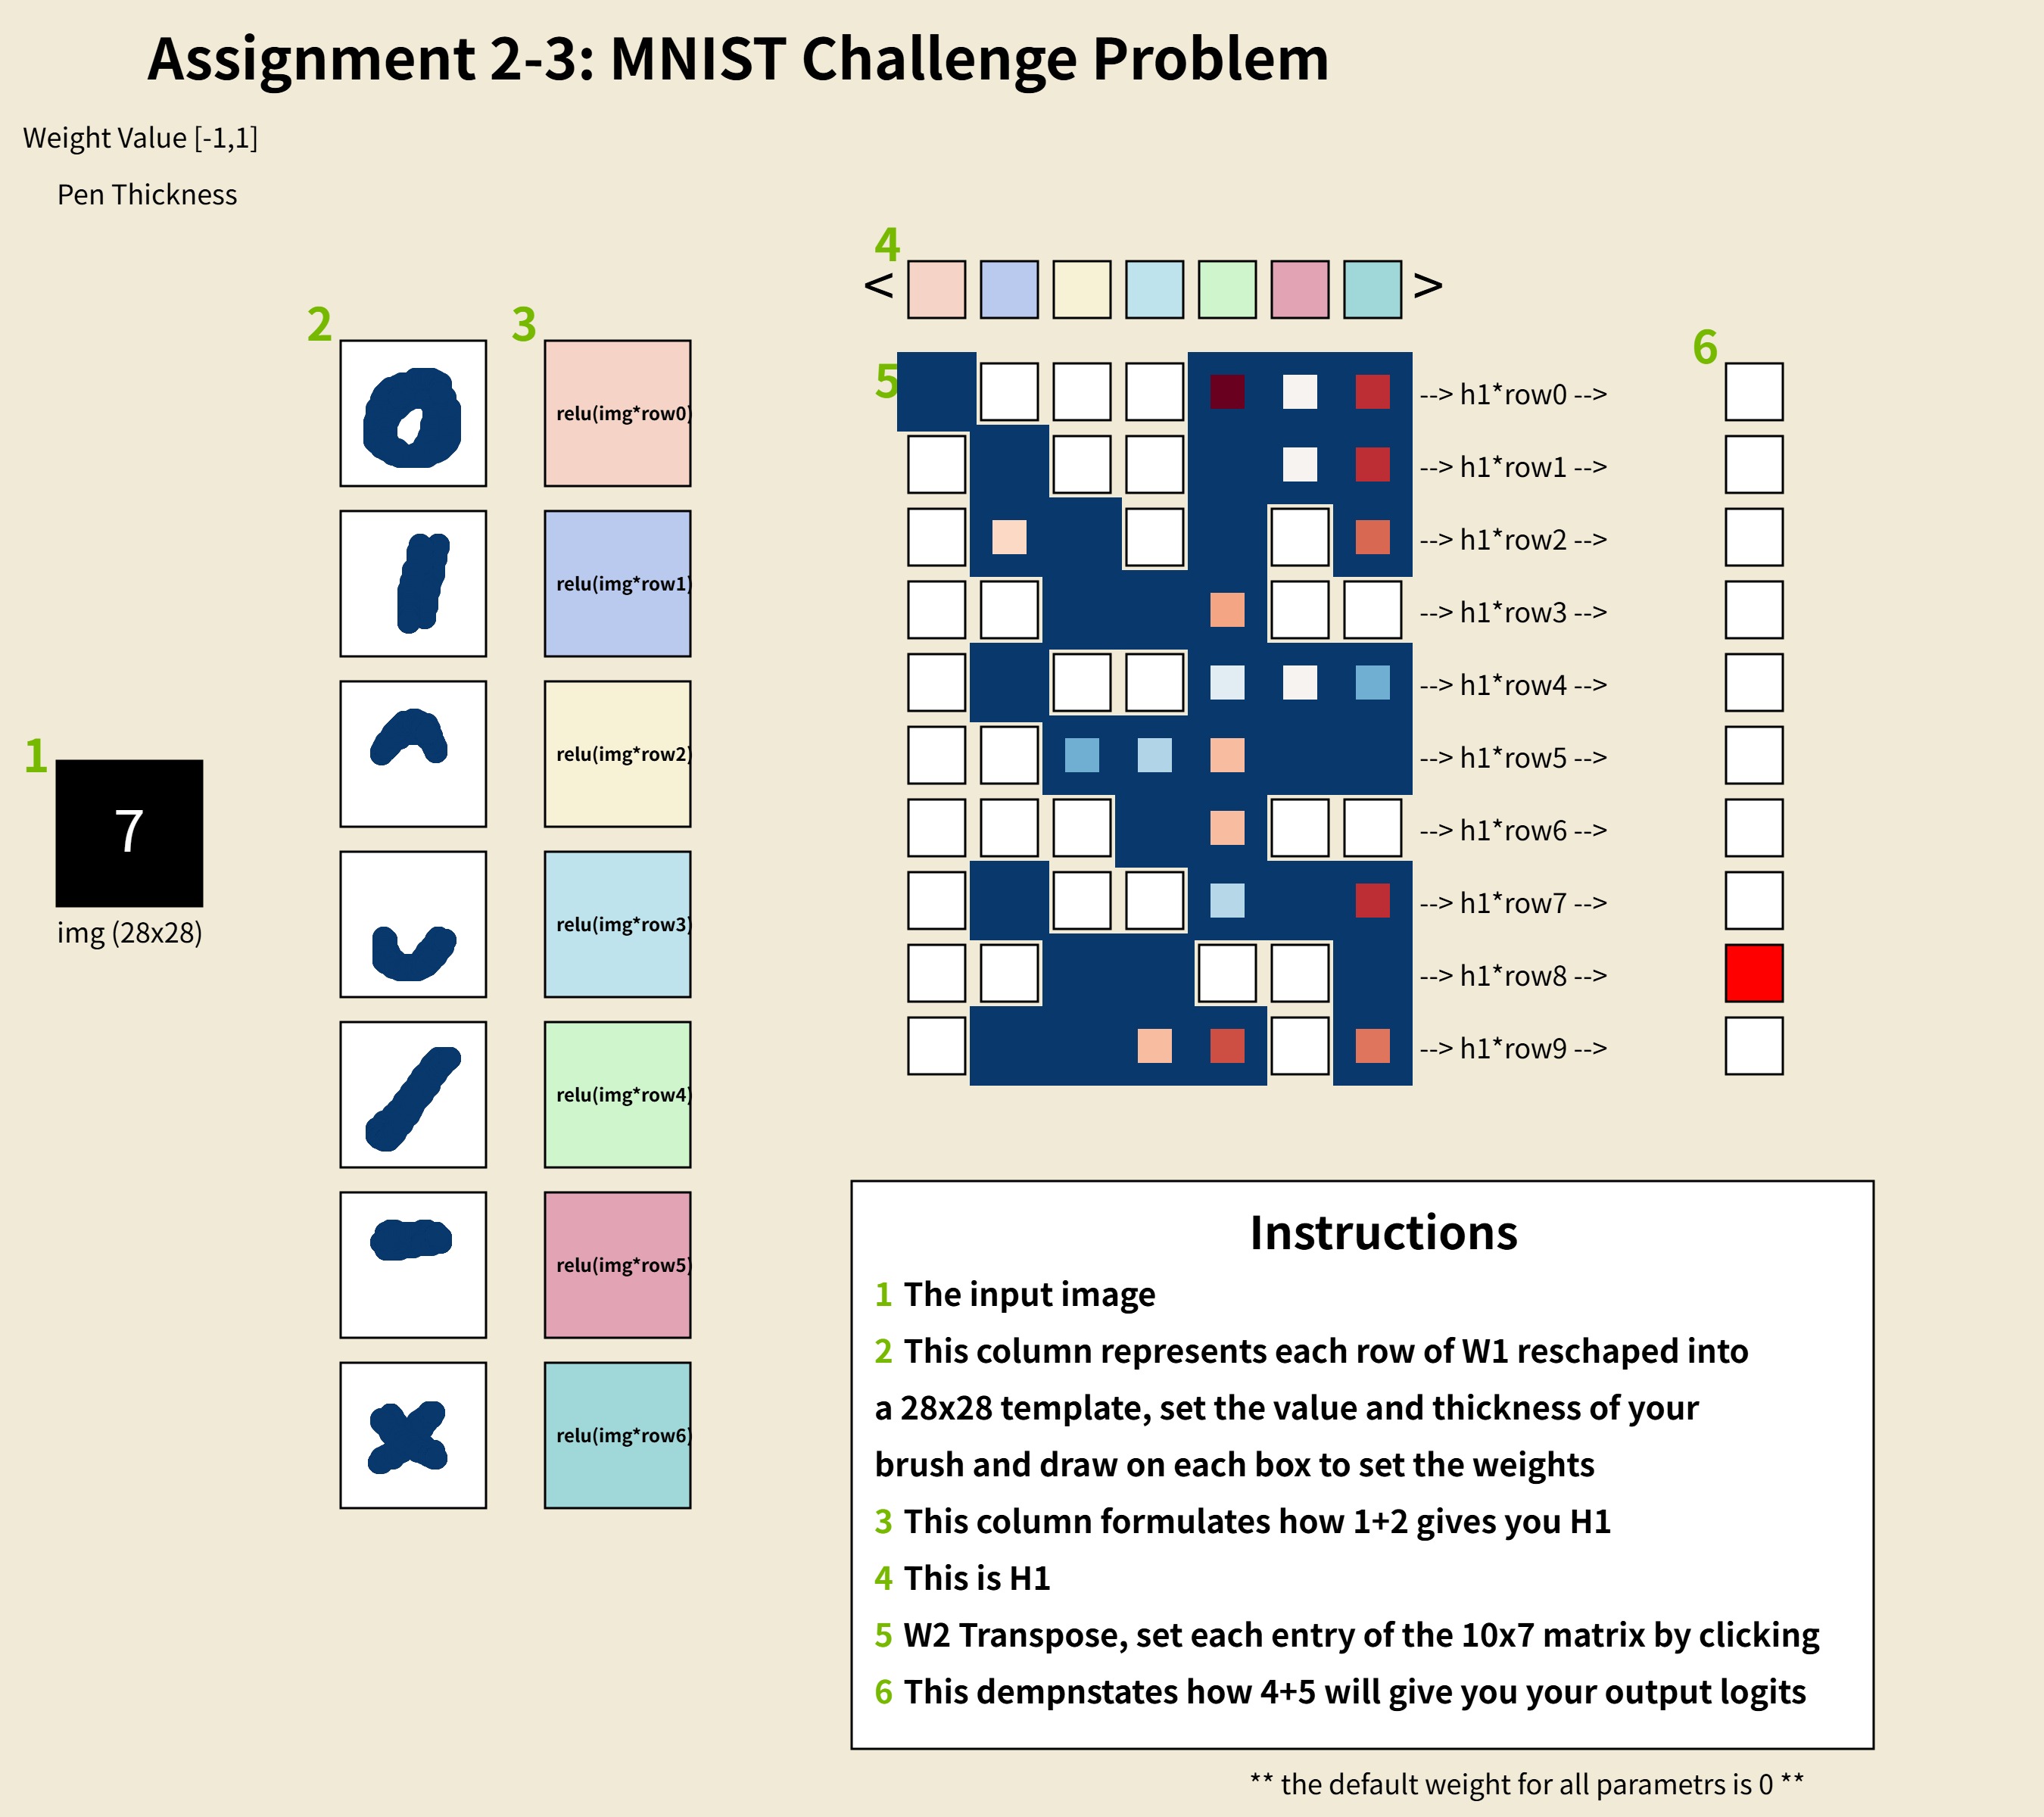 Assignment 2-3: MNIST Challenge Problem
Weight Value [-1,1]
Pen Thickness
1
7
img (28x28)
2
3
relu(img*row0)
relu(img*row1)
relu(img*row2)
relu(img*row3)
relu(img*row4)
relu(img*row5)
relu(img*row6)
4
< >
5
--> h1*row0 -->
--> h1*row1 -->
--> h1*row2 -->
--> h1*row3 -->
--> h1*row4 -->
--> h1*row5 -->
--> h1*row6 -->
--> h1*row7 -->
--> h1*row8 -->
--> h1*row9 -->
6
Instructions
1 The input image
2 This column represents each row of W1 reschaped into
a 28x28 template, set the value and thickness of your
brush and draw on each box to set the weights
3 This column formulates how 1+2 gives you H1
4 This is H1
5 W2 Transpose, set each entry of the 10x7 matrix by clicking
6 This dempnstates how 4+5 will give you your output logits
** the default weight for all parametrs is 0 **